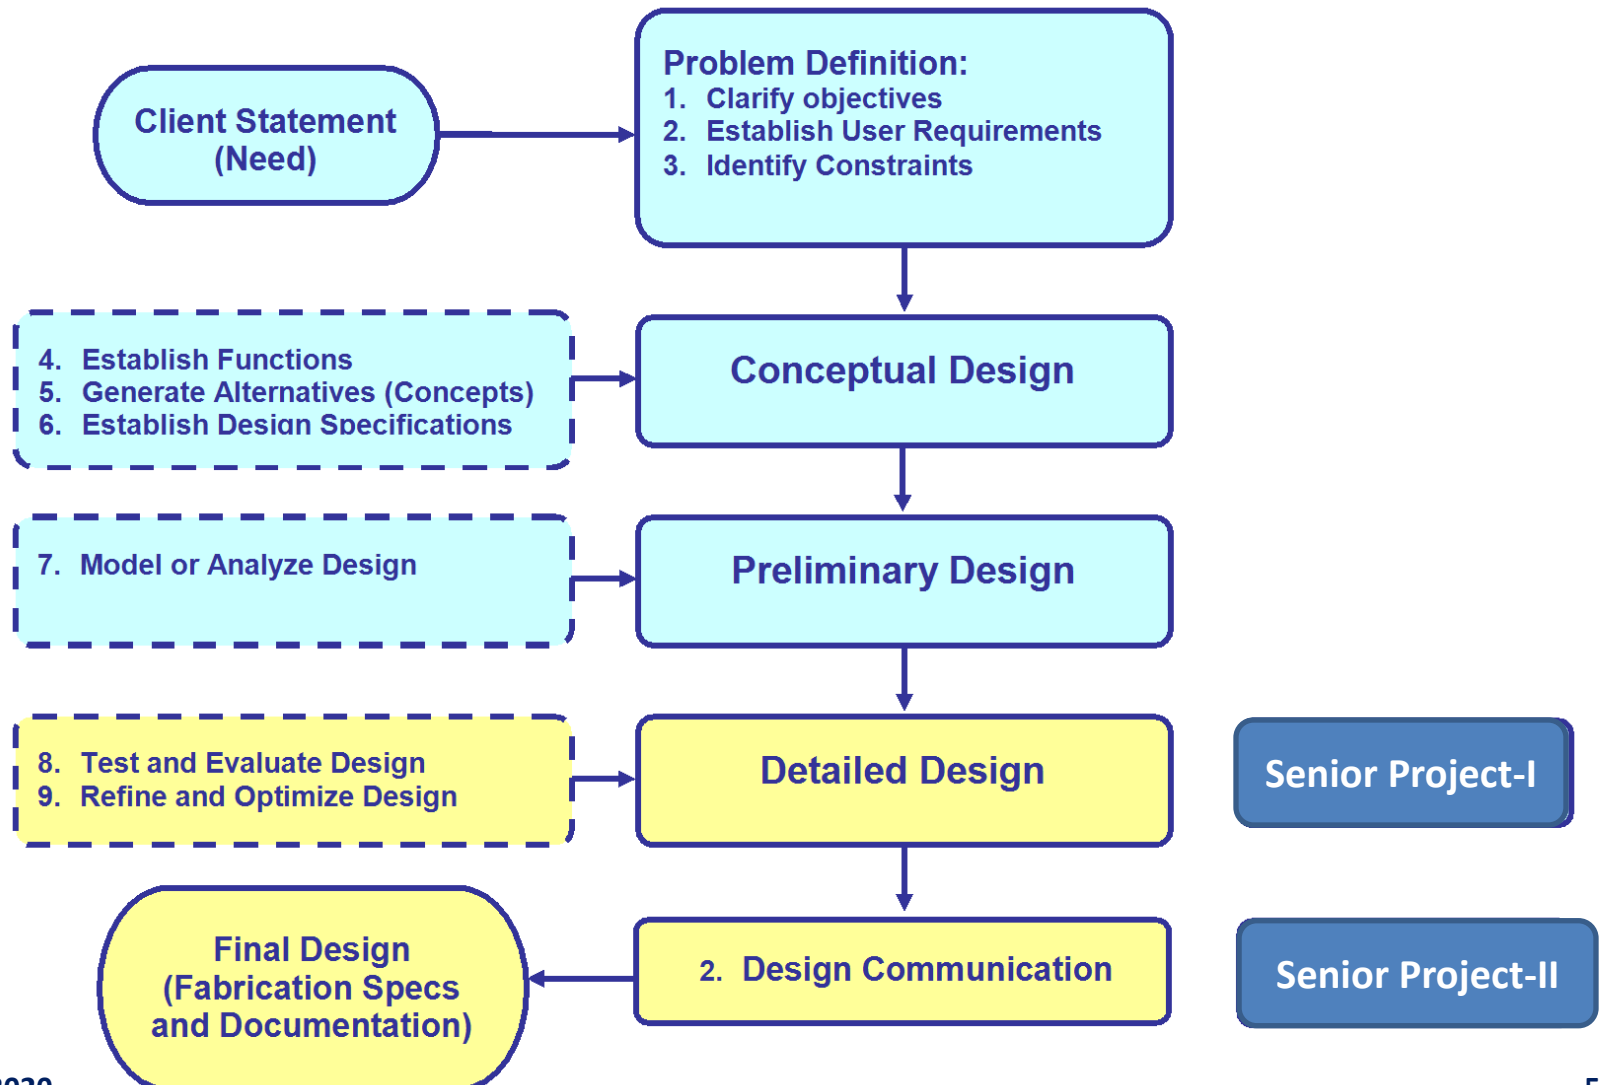 Client Statement
(Need)
Problem Definition:
1. Clarify objectives
2. Establish User Requirements
3. Identify Constraints
4. Establish Functions
5. Generate Alternatives (Concepts)
6. Establish Design Specifications
Conceptual Design
7. Model or Analyze Design
Preliminary Design
8. Test and Evaluate Design
9. Refine and Optimize Design
Detailed Design
Senior Project-I
Final Design
(Fabrication Specs
and Documentation)
2. Design Communication
Senior Project-II